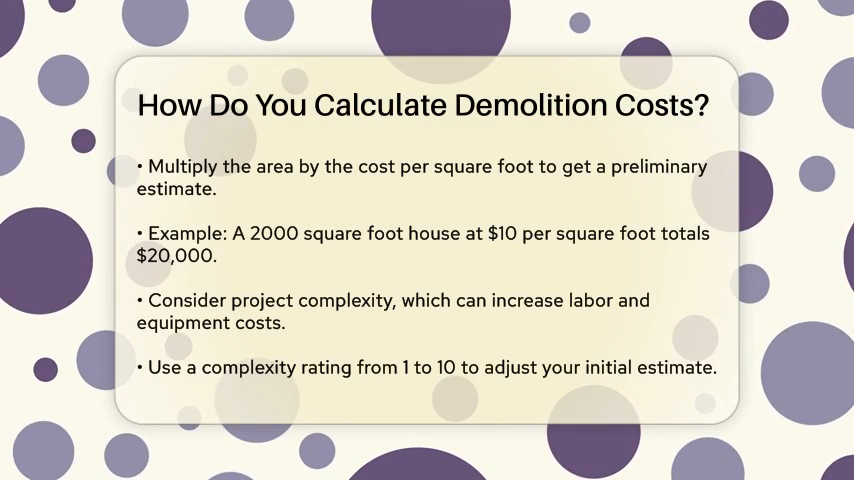 How Do You Calculate Demolition Costs?
• Multiply the area by the cost per square foot to get a preliminary
estimate.
• Example: A 2000 square foot house at $10 per square foot totals
$20,000.
• Consider project complexity, which can increase labor and
equipment costs.
• Use a complexity rating from 1 to 10 to adjust your initial estimate.